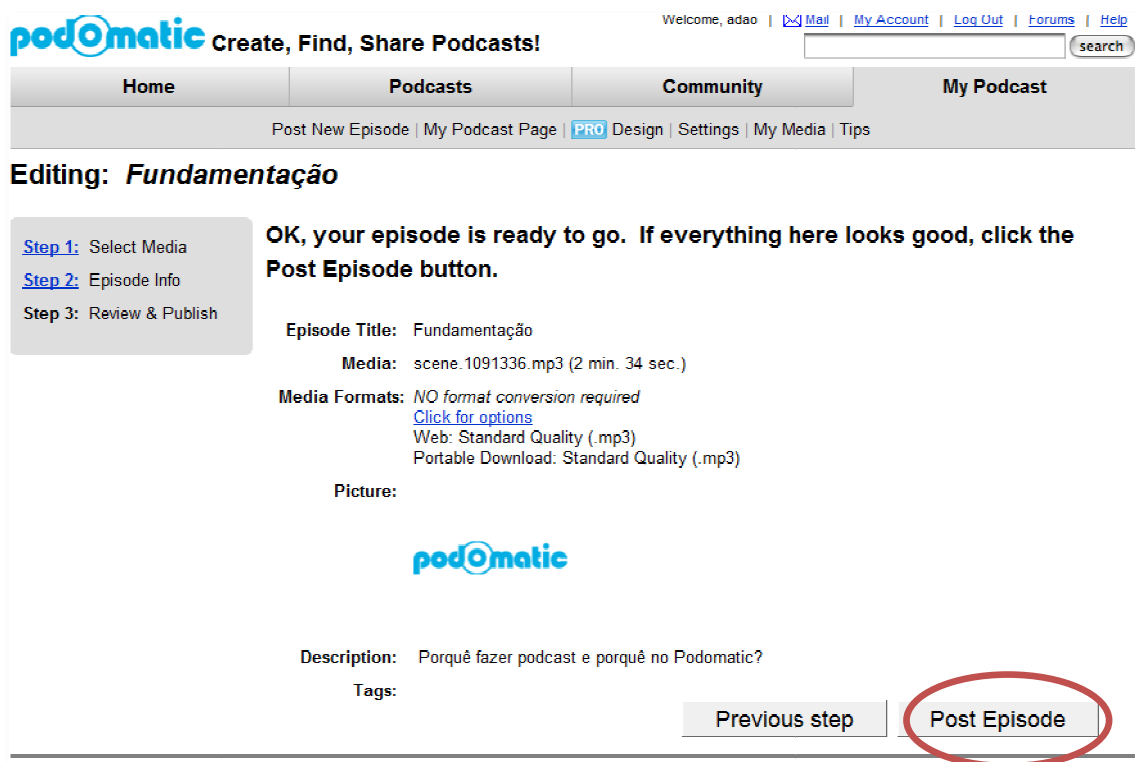 Welcome, adao | Mail | My Account | Log Out | Forums | Help
podOmatic Create, Find, Share Podcasts!
search
Home Podcasts Community My Podcast
Post New Episode | My Podcast Page | PRO Design | Settings | My Media | Tips
Editing: Fundamentação
Step 1: Select Media
Step 2: Episode Info
Step 3: Review & Publish
OK, your episode is ready to go. If everything here looks good, click the
Post Episode button.
Episode Title: Fundamentação
Media: scene.1091336.mp3 (2 min. 34 sec.)
Media Formats: NO format conversion required
Click for options
Web: Standard Quality (.mp3)
Portable Download: Standard Quality (.mp3)
Picture:
podOmatic
Description: Porquê fazer podcast e porquê no Podomatic?
Tags:
Previous step Post Episode